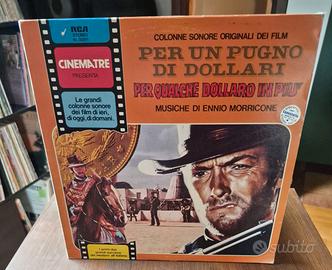 RCA
CINEMATRE
PRESENTA
Le grandi
colonne sonore
dei film di ieri,
di oggi, di domani.
COLONNE SONORE ORIGINALI DEI FILM
PER UN PUGNO
DI DOLLARI
PER QUALCHE DOLLARO IN PIU'
MUSICHE DI ENNIO MORRICONE
subito